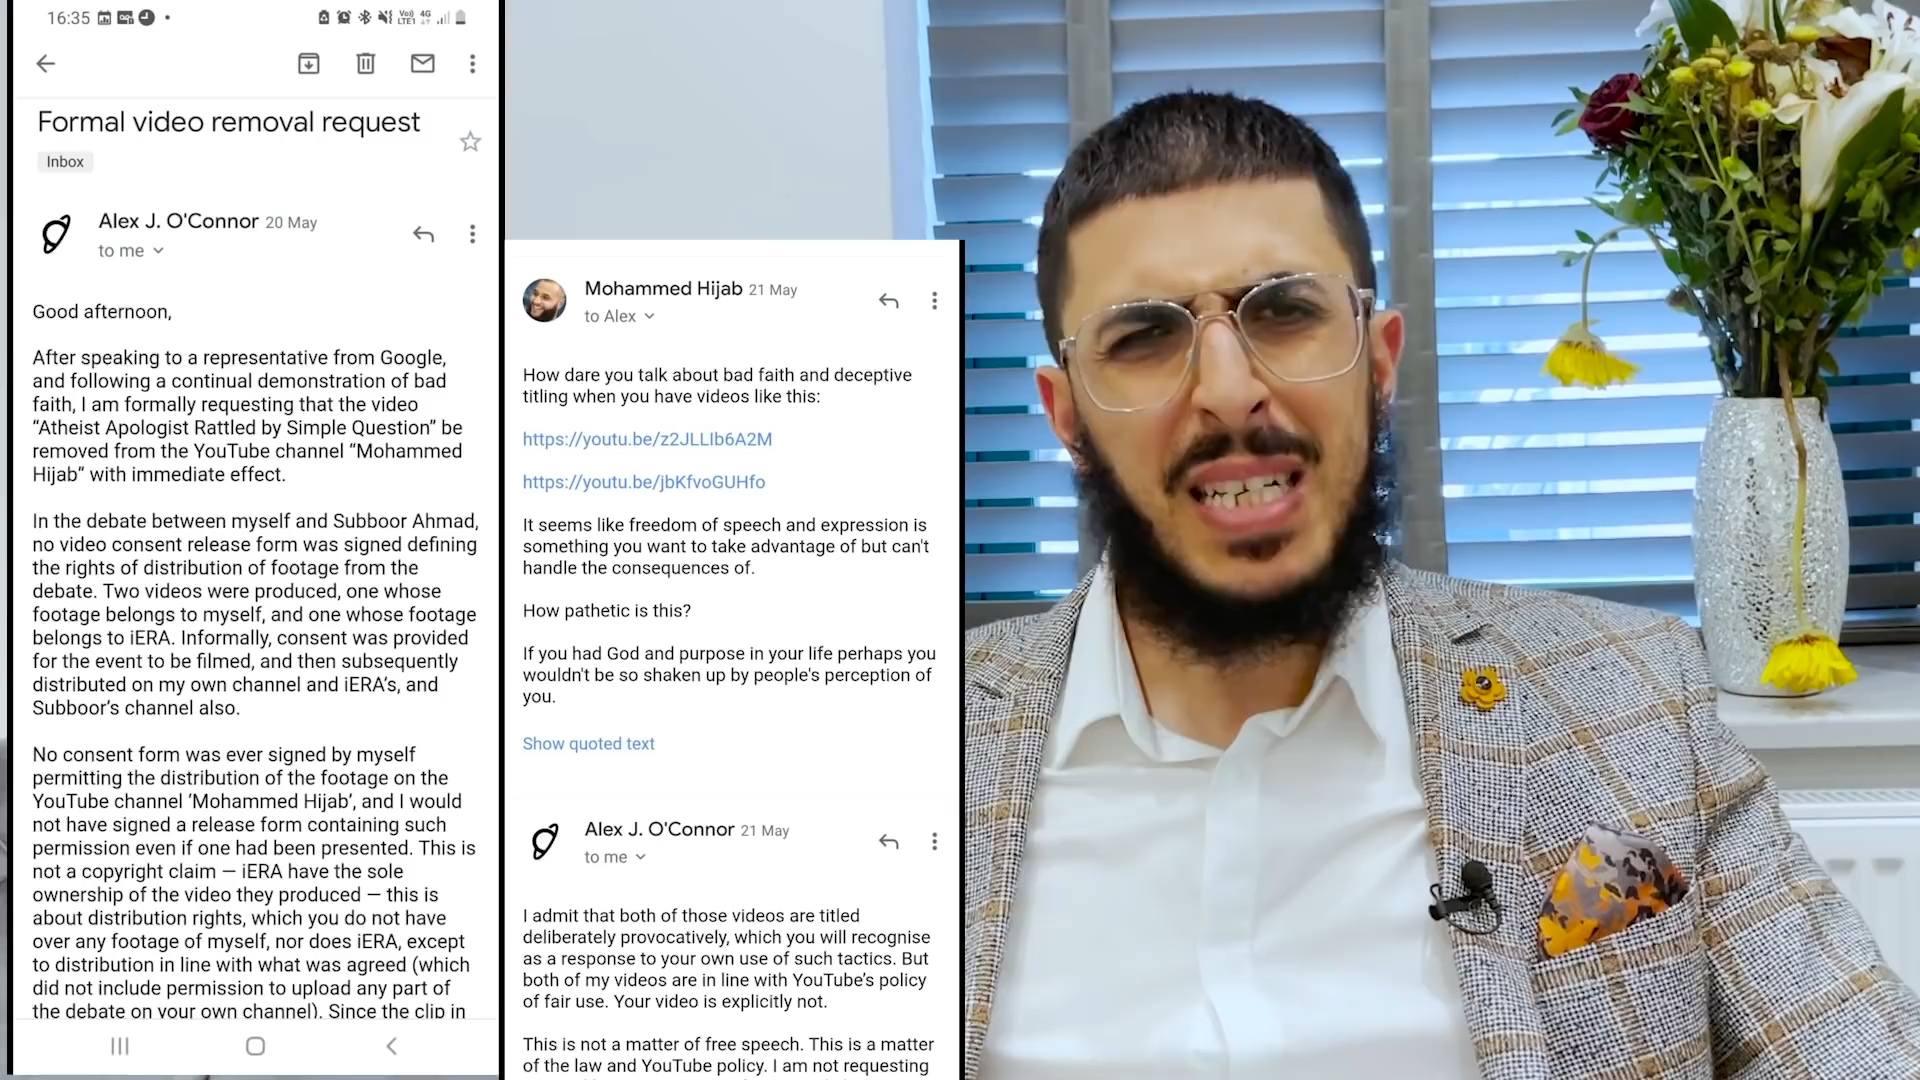 16:35
Vo))
LTE1
4G
Formal video removal request
Inbox
Alex J. O'Connor 20 May
to me
Good afternoon,
After speaking to a representative from Google,
and following a continual demonstration of bad
faith, I am formally requesting that the video
“Atheist Apologist Rattled by Simple Question” be
removed from the YouTube channel “Mohammed
Hijab” with immediate effect.
In the debate between myself and Subboor Ahmad,
no video consent release form was signed defining
the rights of distribution of footage from the
debate. Two videos were produced, one whose
footage belongs to myself, and one whose footage
belongs to iERA. Informally, consent was provided
for the event to be filmed, and then subsequently
distributed on my own channel and iERA’s, and
Subboor’s channel also.
No consent form was ever signed by myself
permitting the distribution of the footage on the
YouTube channel ‘Mohammed Hijab’, and I would
not have signed a release form containing such
permission even if one had been presented. This is
not a copyright claim — iERA have the sole
ownership of the video they produced — this is
about distribution rights, which you do not have
over any footage of myself, nor does iERA, except
to distribution in line with what was agreed (which
did not include permission to upload any part of
the debate on your own channel). Since the clip in
Mohammed Hijab 21 May
to Alex
How dare you talk about bad faith and deceptive
titling when you have videos like this:
https://youtu.be/z2JLLIb6A2M
https://youtu.be/jbKfvoGUHfo
It seems like freedom of speech and expression is
something you want to take advantage of but can't
handle the consequences of.
How pathetic is this?
If you had God and purpose in your life perhaps you
wouldn't be so shaken up by people's perception of
you.
Show quoted text
Alex J. O'Connor 21 May
to me
I admit that both of those videos are titled
deliberately provocatively, which you will recognise
as a response to your own use of such tactics. But
both of my videos are in line with YouTube’s policy
of fair use. Your video is explicitly not.
This is not a matter of free speech. This is a matter
of the law and YouTube policy. I am not requesting